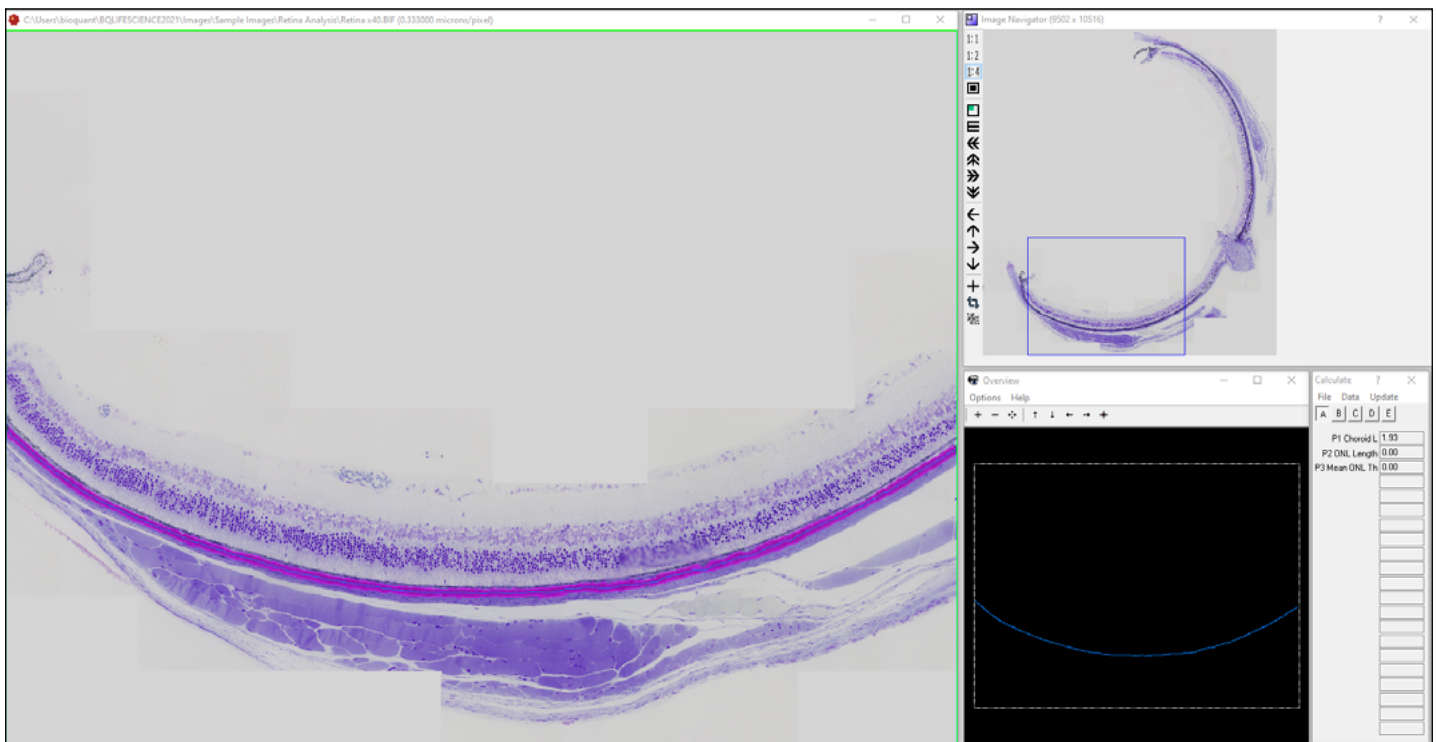 C:\Users\bioquant\BQLIFESCIENCE2021\Images\Sample Images\Retina Analysis\Retina x40.BIF (0.333000 microns/pixel)
Image Navigator (9502 x 10516)
1:1
1:2
1:4
Overview
Options Help
Calculate
File Data Update
A B C D E
P1 Choroid L 1.93
P2 ONL Length 0.00
P3 Mean ONL Th 0.00